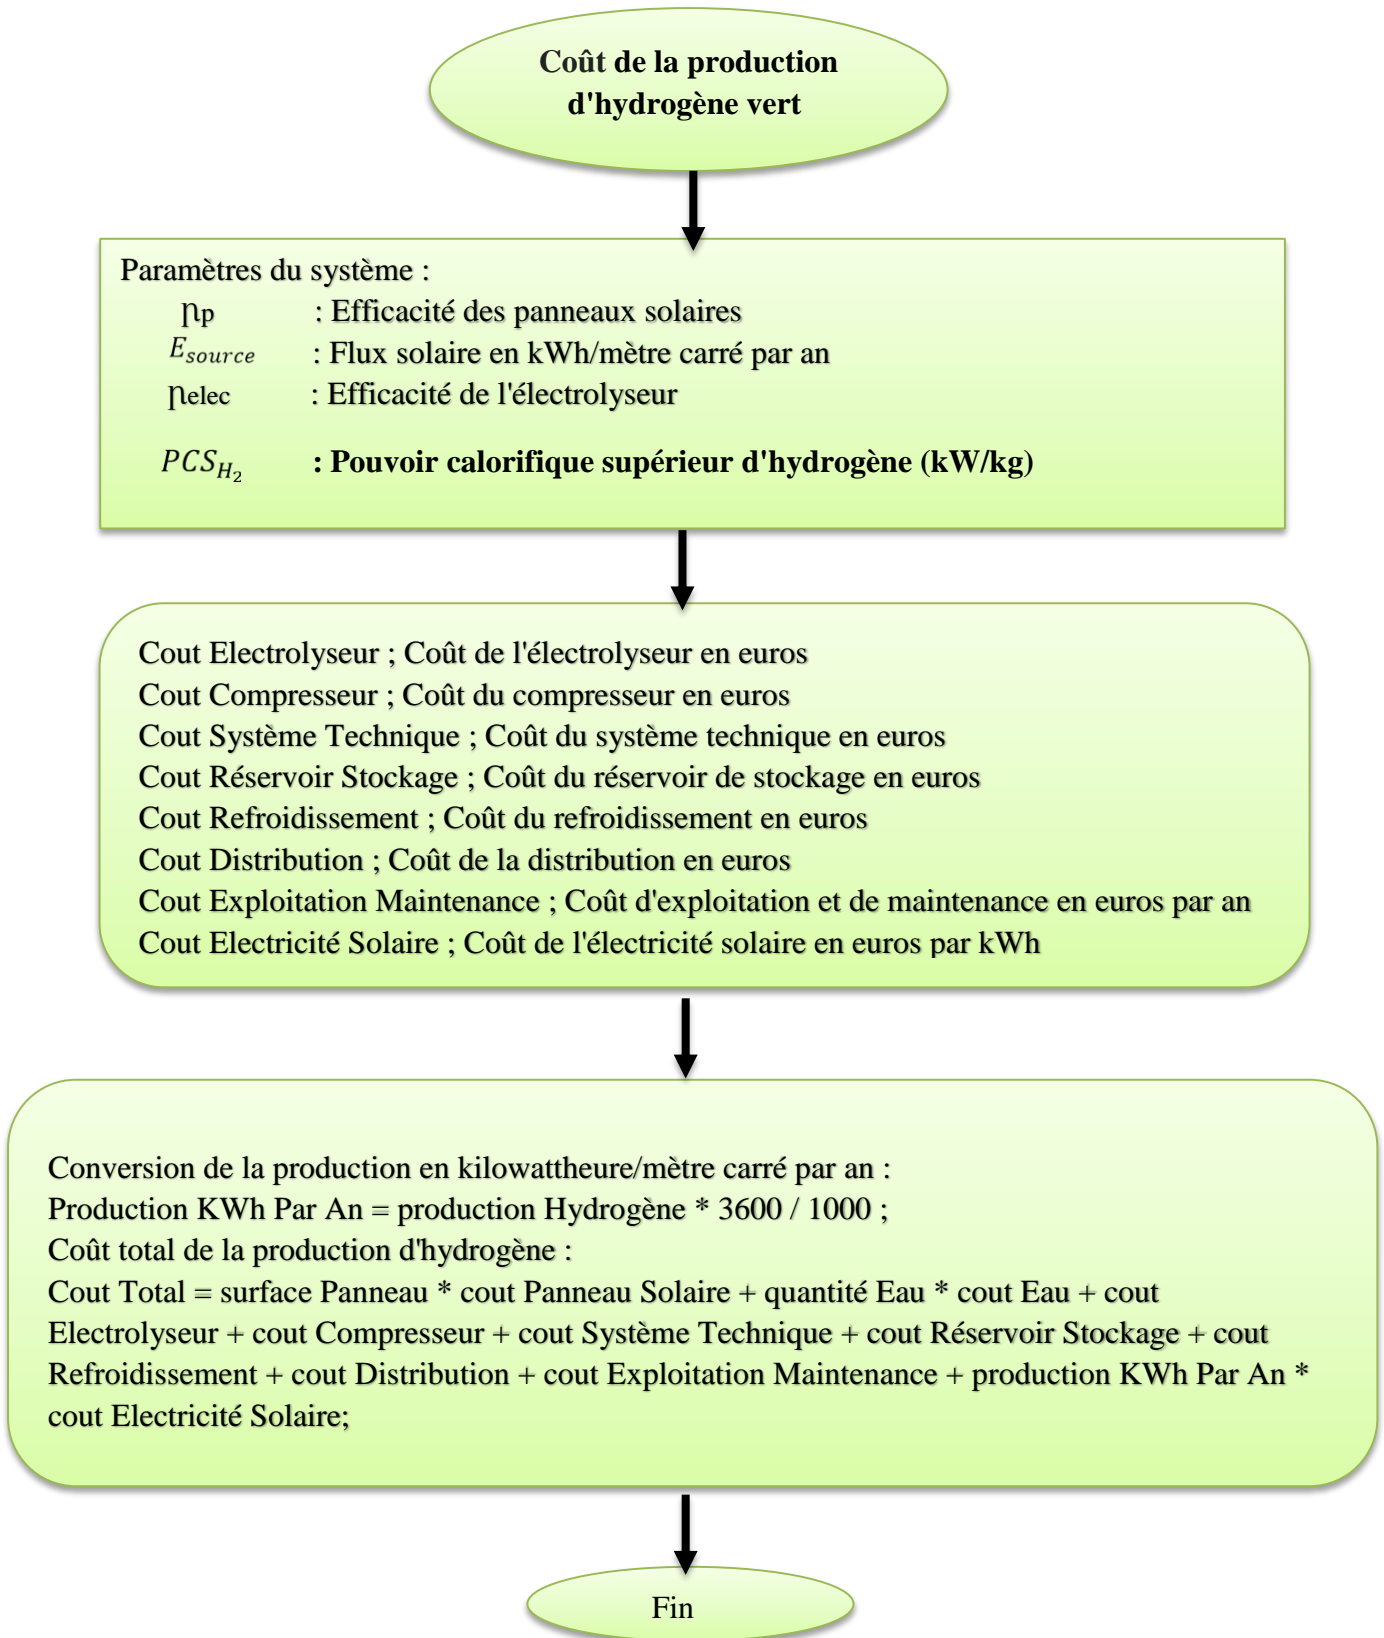 Coût de la production
d'hydrogène vert
Paramètres du système :
ηp : Efficacité des panneaux solaires
E_source : Flux solaire en kWh/mètre carré par an
ηelec : Efficacité de l'électrolyseur
PCS_H₂ : Pouvoir calorifique supérieur d'hydrogène (kW/kg)
Cout Electrolyseur ; Coût de l'électrolyseur en euros
Cout Compresseur ; Coût du compresseur en euros
Cout Système Technique ; Coût du système technique en euros
Cout Réservoir Stockage ; Coût du réservoir de stockage en euros
Cout Refroidissement ; Coût du refroidissement en euros
Cout Distribution ; Coût de la distribution en euros
Cout Exploitation Maintenance ; Coût d'exploitation et de maintenance en euros par an
Cout Electricité Solaire ; Coût de l'électricité solaire en euros par kWh
Conversion de la production en kilowattheure/mètre carré par an :
Production KWh Par An = production Hydrogène * 3600 / 1000 ;
Coût total de la production d'hydrogène :
Cout Total = surface Panneau * cout Panneau Solaire + quantité Eau * cout Eau + cout
Electrolyseur + cout Compresseur + cout Système Technique + cout Réservoir Stockage + cout
Refroidissement + cout Distribution + cout Exploitation Maintenance + production KWh Par An *
cout Electricité Solaire;
Fin